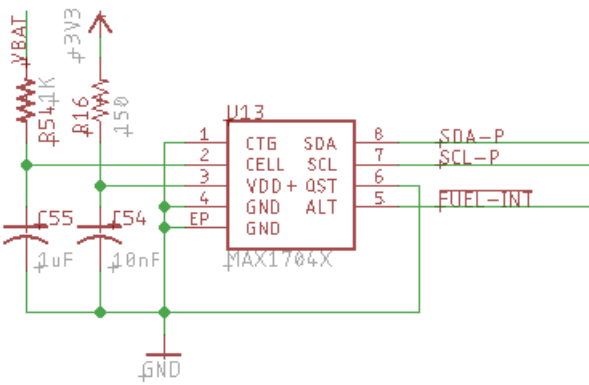 VBAT
+3V3
R54
1K
R16
150
U13
1 CTG SDA 8 SDA-P
2 CELL SCL 7 SCL-P
3 VDD+ QST 6
4 GND ALT 5 FUEL-INT
EP GND
MAX1704X
C55
1uF
C54
10nF
GND